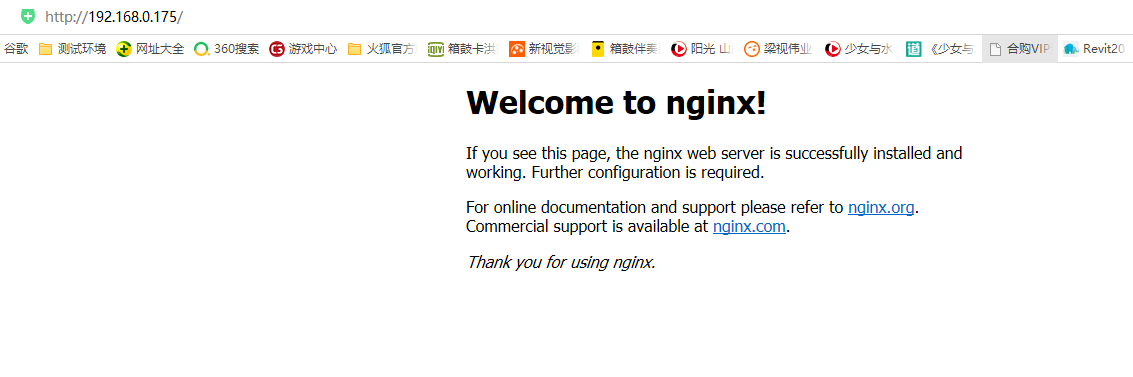 http://192.168.0.175/
谷歌 测试环境 网址大全 360搜索 游戏中心 火狐官方 箱鼓卡洪 新视觉影 箱鼓伴奏 阳光 山 梁视伟业 少女与水 《少女与 合购VIP Revit20
Welcome to nginx!
If you see this page, the nginx web server is successfully installed and
working. Further configuration is required.
For online documentation and support please refer to nginx.org.
Commercial support is available at nginx.com.
Thank you for using nginx.